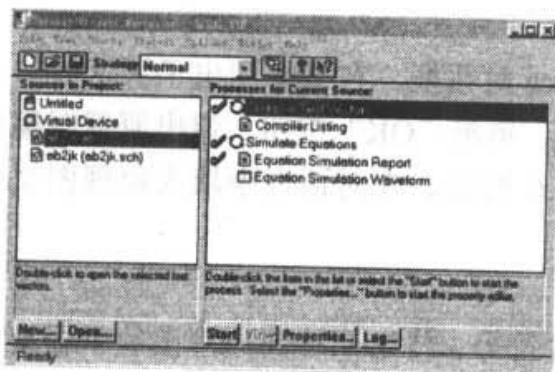 Strategy: Normal
Sources in Project:
Untitled
Virtual Device
ab2jk (ab2jk.sch)
Processes for Current Source:
Compiler Listing
Simulate Equations
Equation Simulation Report
Equation Simulation Waveform
Double-click to open the selected test
vectors.
Double-click the item in the list or select the "Start" button to start the
process. Select the "Properties..." button to start the property editor.
New... Open...
Start View Properties... Log...
Ready